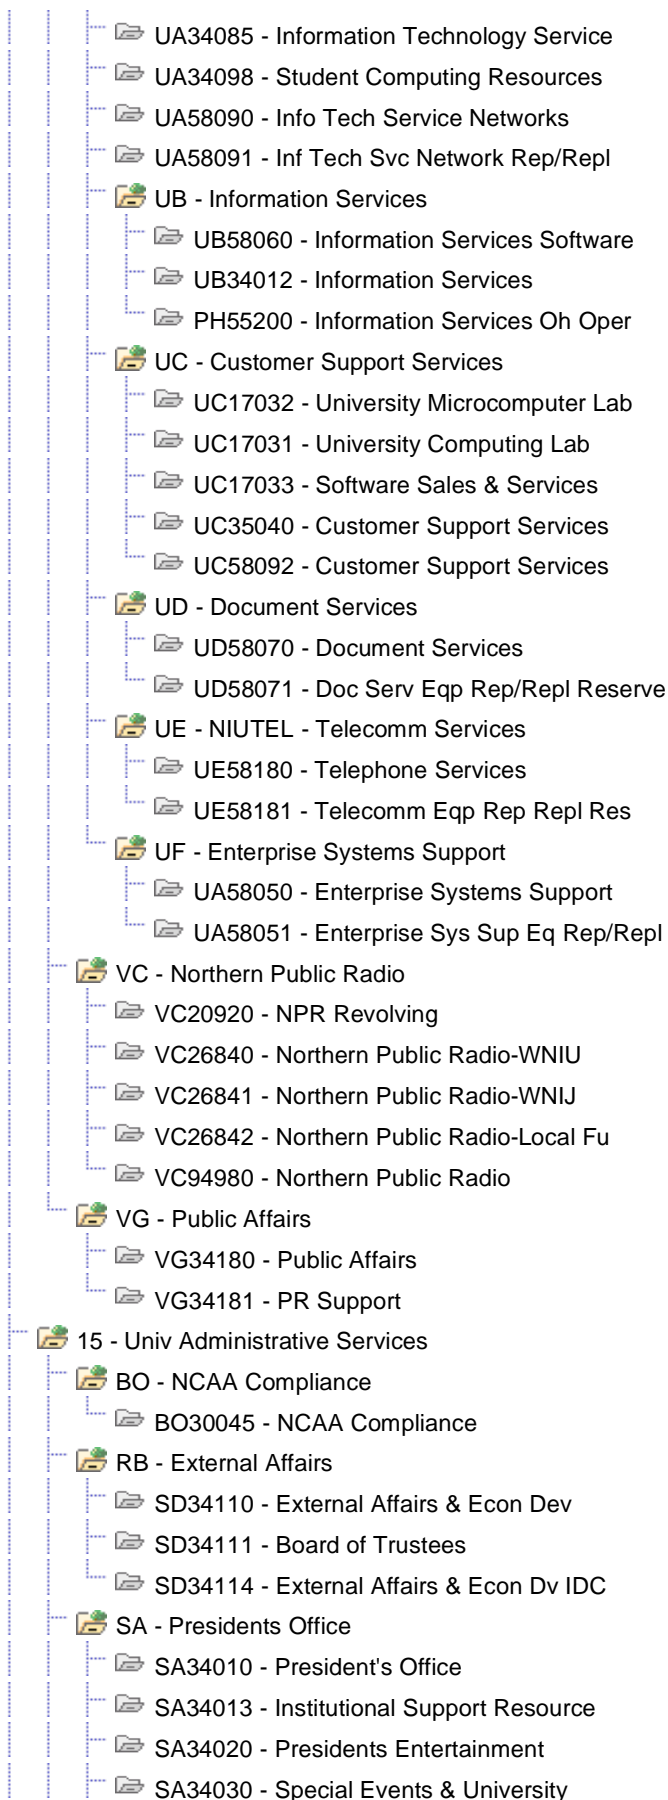 UA34085 - Information Technology Service
UA34098 - Student Computing Resources
UA58090 - Info Tech Service Networks
UA58091 - Inf Tech Svc Network Rep/Repl
UB - Information Services
UB58060 - Information Services Software
UB34012 - Information Services
PH55200 - Information Services Oh Oper
UC - Customer Support Services
UC17032 - University Microcomputer Lab
UC17031 - University Computing Lab
UC17033 - Software Sales & Services
UC35040 - Customer Support Services
UC58092 - Customer Support Services
UD - Document Services
UD58070 - Document Services
UD58071 - Doc Serv Eqp Rep/Repl Reserve
UE - NIUTEL - Telecomm Services
UE58180 - Telephone Services
UE58181 - Telecomm Eqp Rep Repl Res
UF - Enterprise Systems Support
UA58050 - Enterprise Systems Support
UA58051 - Enterprise Sys Sup Eq Rep/Repl
VC - Northern Public Radio
VC20920 - NPR Revolving
VC26840 - Northern Public Radio-WNIU
VC26841 - Northern Public Radio-WNIJ
VC26842 - Northern Public Radio-Local Fu
VC94980 - Northern Public Radio
VG - Public Affairs
VG34180 - Public Affairs
VG34181 - PR Support
15 - Univ Administrative Services
BO - NCAA Compliance
BO30045 - NCAA Compliance
RB - External Affairs
SD34110 - External Affairs & Econ Dev
SD34111 - Board of Trustees
SD34114 - External Affairs & Econ Dv IDC
SA - Presidents Office
SA34010 - President's Office
SA34013 - Institutional Support Resource
SA34020 - Presidents Entertainment
SA34030 - Special Events & University